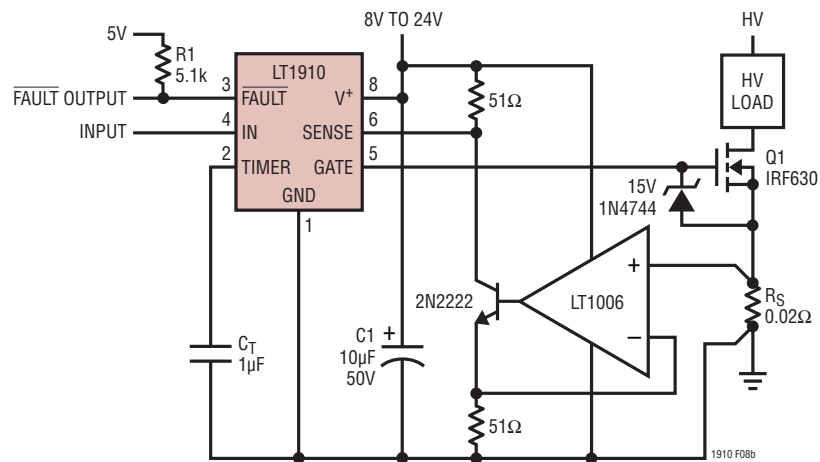 8V TO 24V
HV
5V
R1
5.1k
LT1910
HV
LOAD
51Ω
FAULT OUTPUT
3
FAULT
V+
8
INPUT
4
IN
SENSE
6
2
TIMER
GATE
5
Q1
IRF630
GND
1
15V
1N4744
+
LT1006
–
2N2222
RS
0.02Ω
CT
1µF
C1
10µF
50V
+
51Ω
1910 F08b